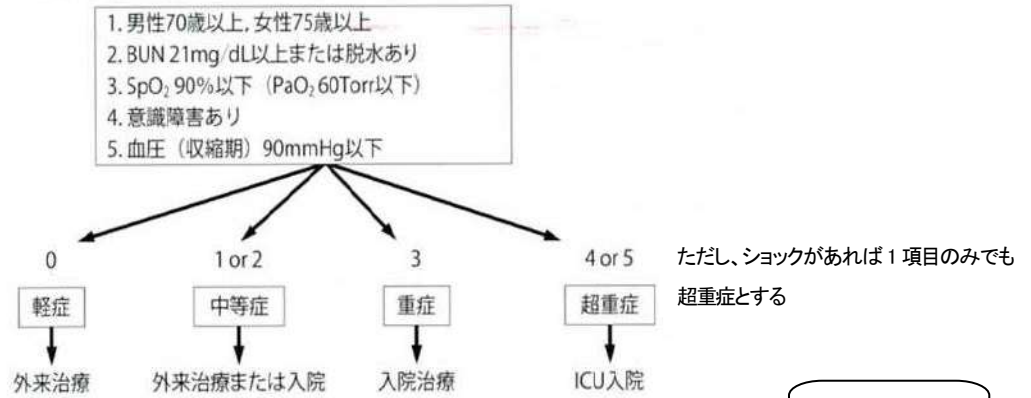 1. 男性70歳以上, 女性75歳以上
2. BUN 21mg/dL以上または脱水あり
3. SpO₂ 90%以下（PaO₂ 60Torr以下）
4. 意識障害あり
5. 血圧（収縮期）90mmHg以下
0
1 or 2
3
4 or 5
ただし、ショックがあれば1項目のみでも
超重症とする
軽症
中等症
重症
超重症
外来治療
外来治療または入院
入院治療
ICU入院